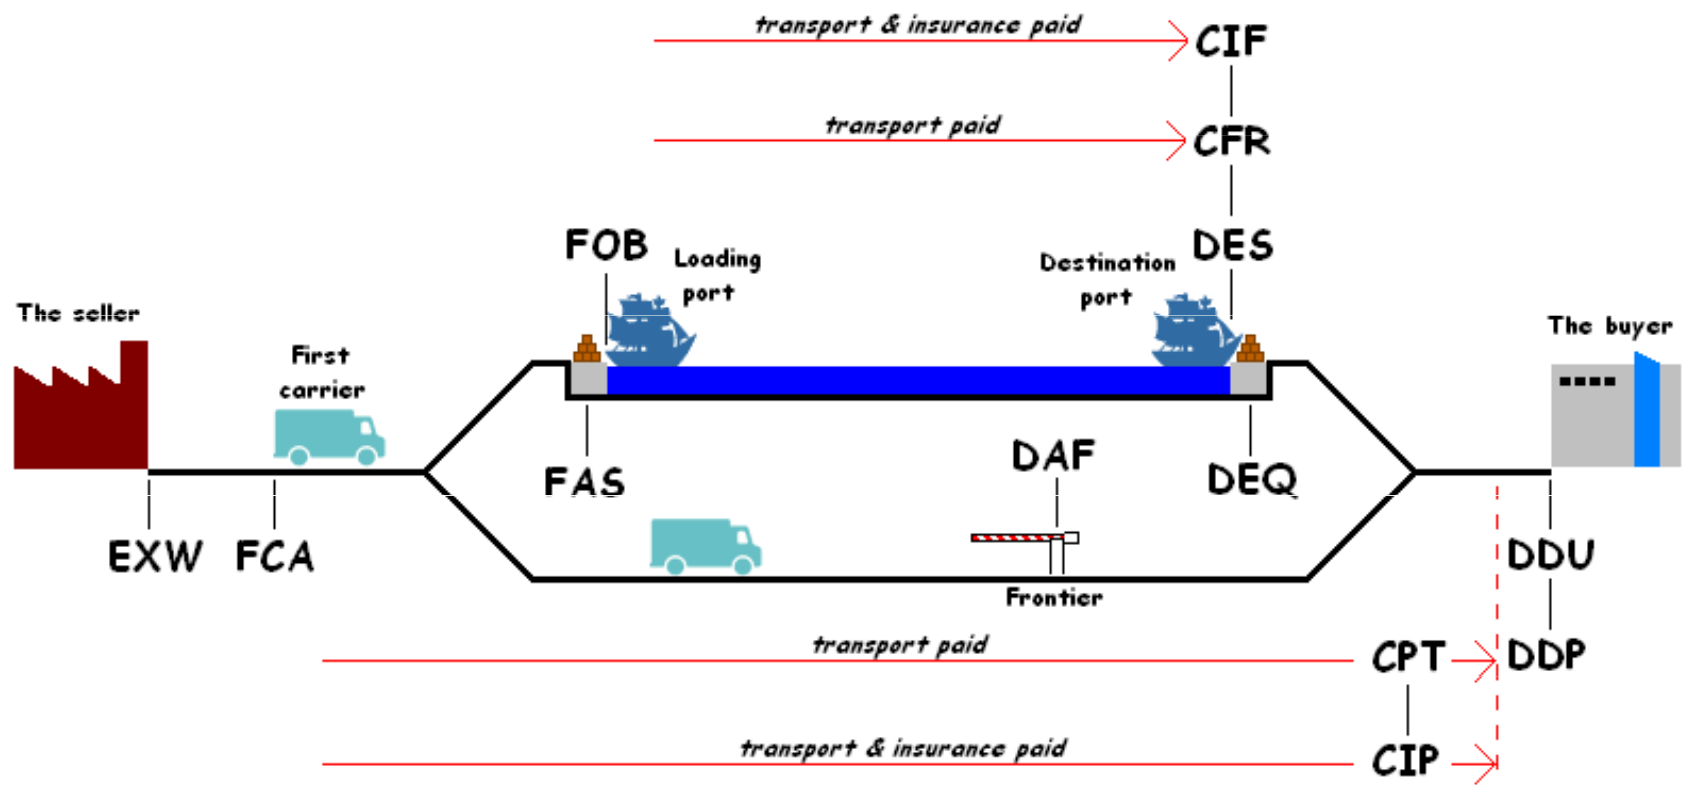 transport & insurance paid
CIF
transport paid
CFR
FOB
Loading
port
Destination
port
DES
The seller
First
carrier
The buyer
FAS
DAF
DEQ
EXW
FCA
Frontier
DDU
transport paid
CPT
DDP
transport & insurance paid
CIP